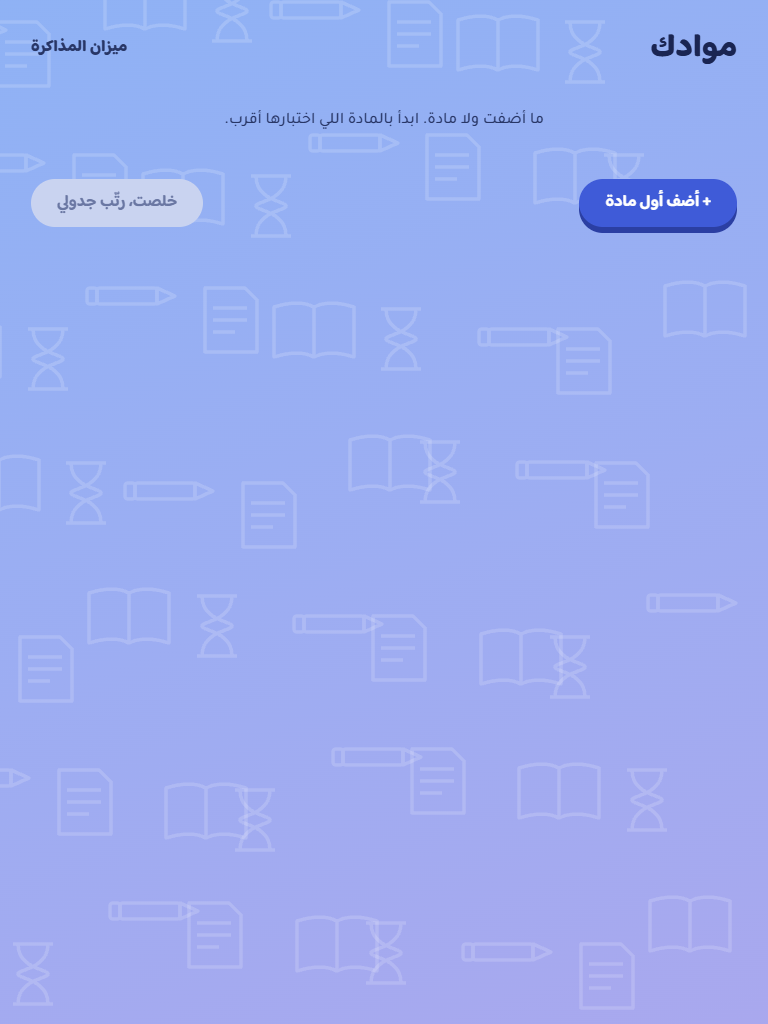 موادك
ميزان المذاكرة
ما أضفت ولا مادة. ابدأ بالمادة اللي اختبارها أقرب.
+ أضف أول مادة
خلصت، رتّب جدولي